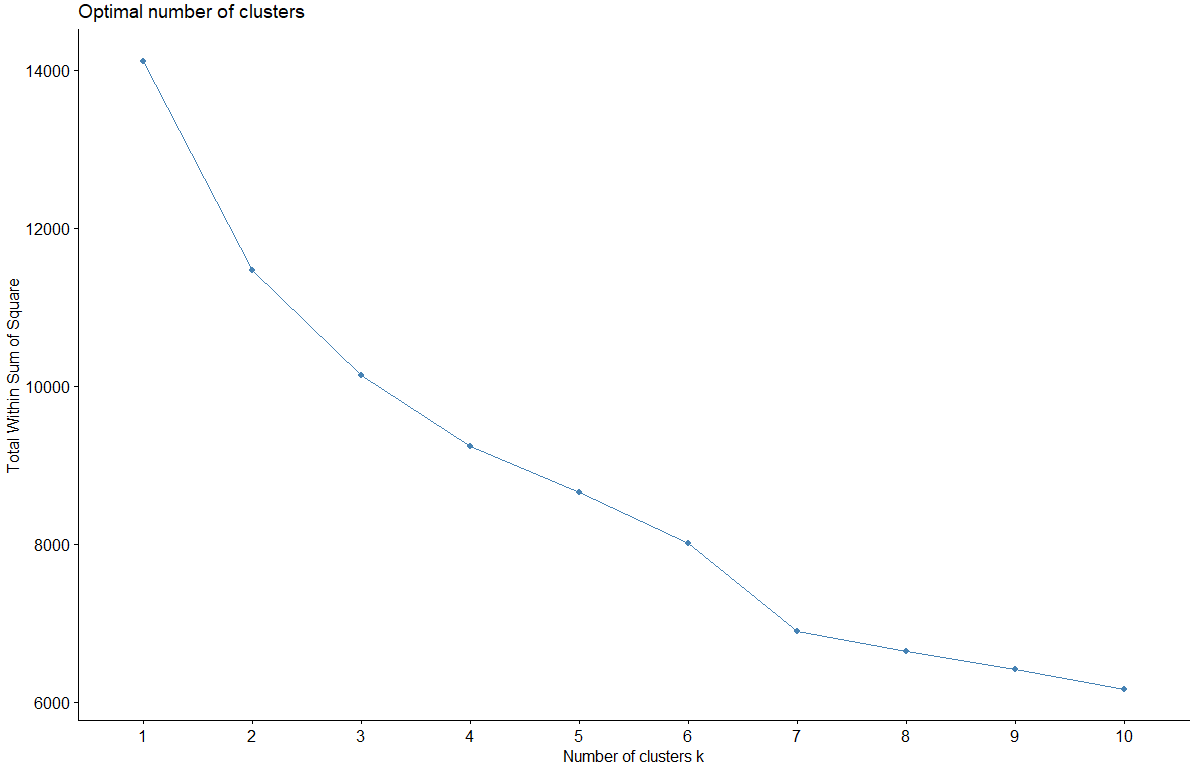 Optimal number of clusters
Total Within Sum of Square
14000
12000
10000
8000
6000
1 2 3 4 5 6 7 8 9 10
Number of clusters k